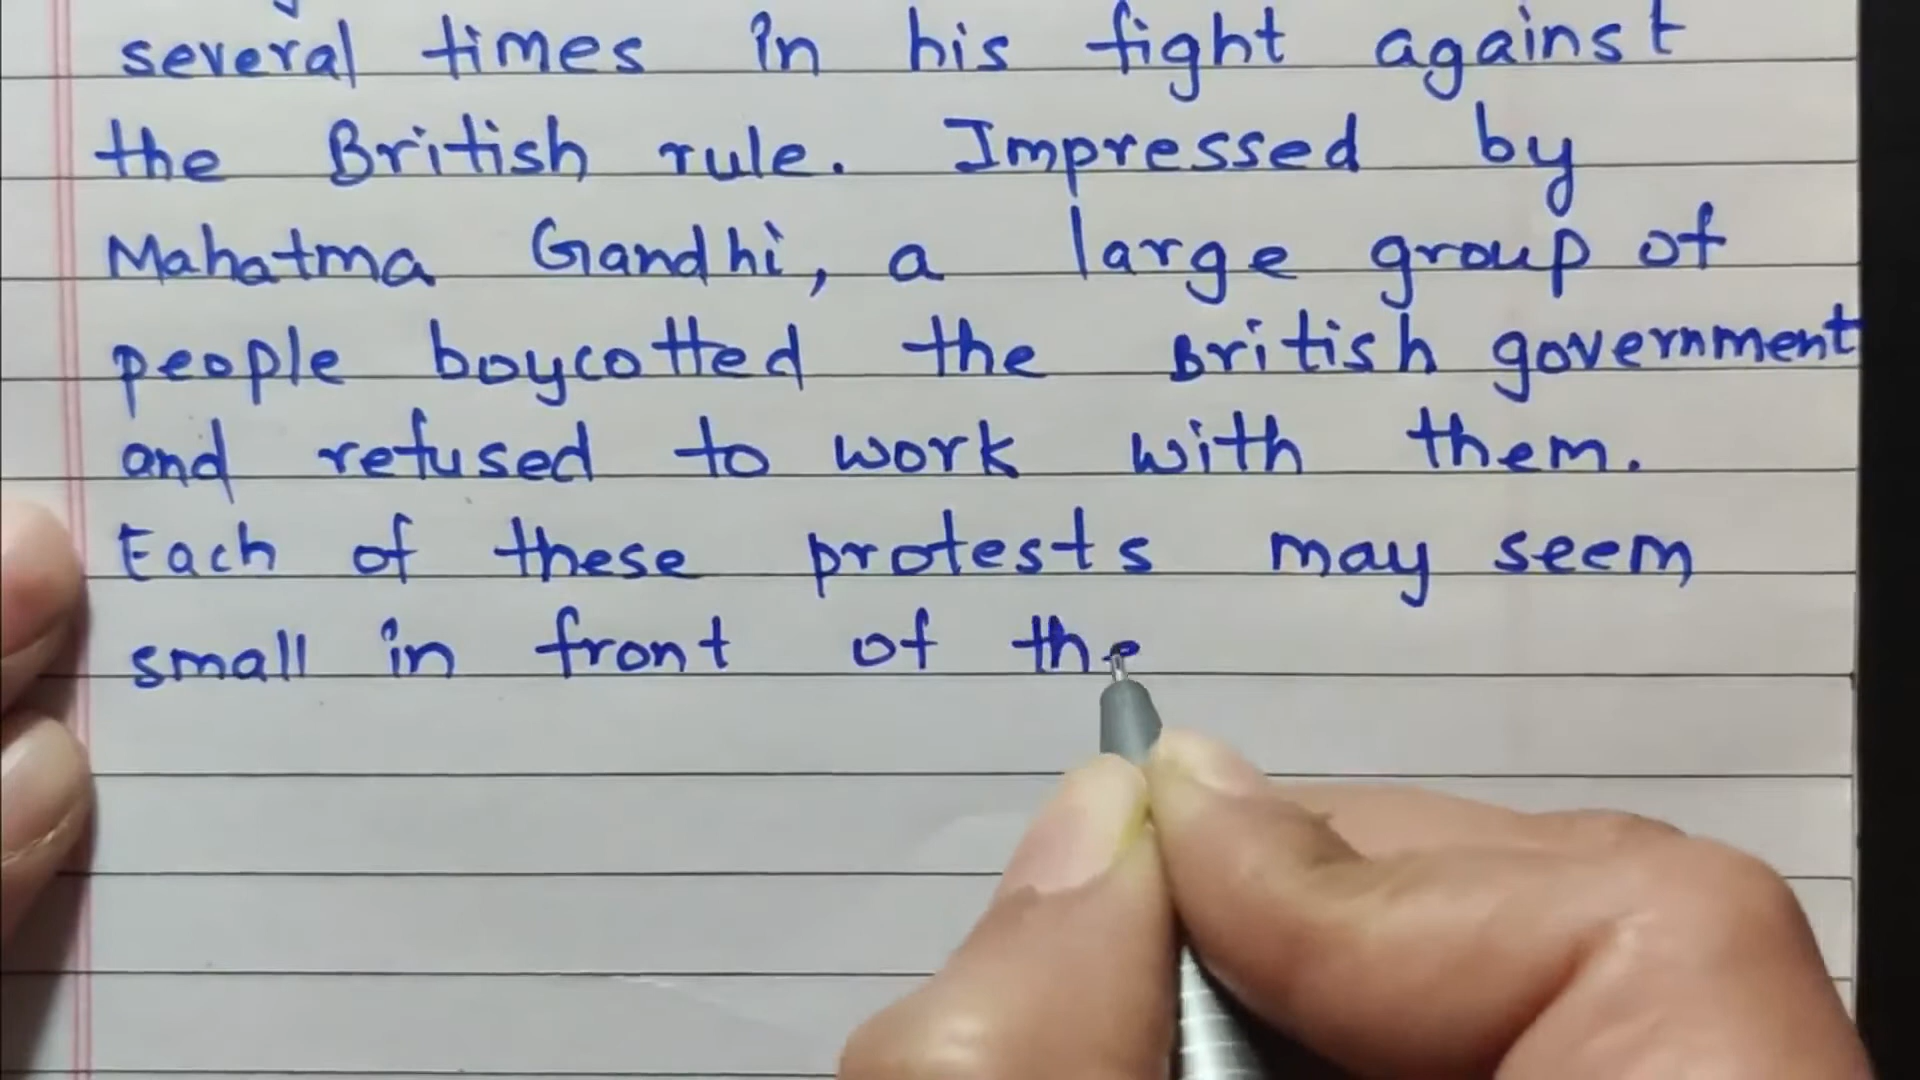 several times in his fight against
the British rule. Impressed by
Mahatma Gandhi, a large group of
people boycotted the British government
and refused to work with them.
Each of these protests may seem
small in front of the